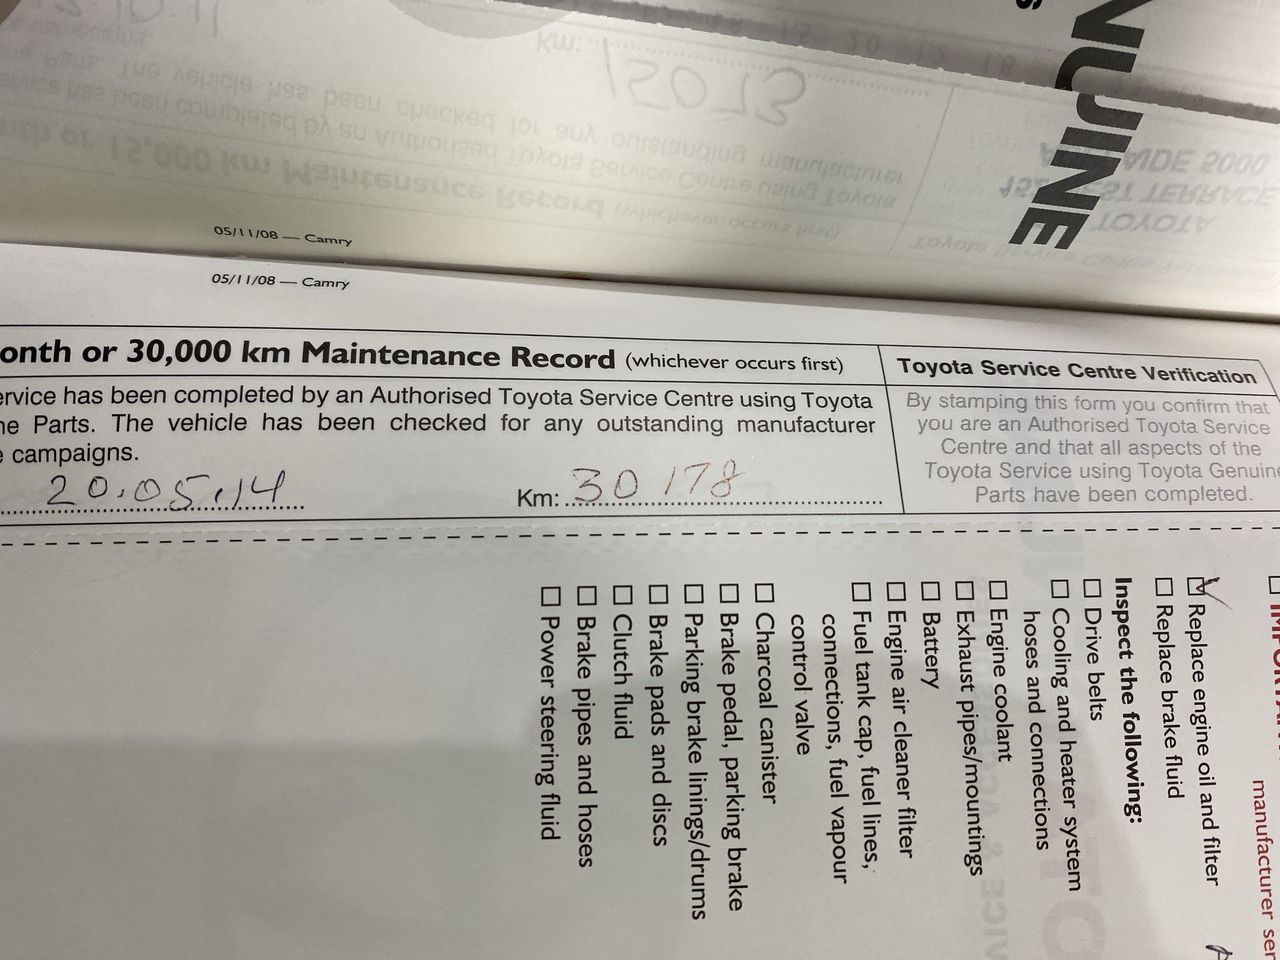 NUINE
Km: 15073
05/11/08 — Camry
05/11/08 — Camry
onth or 30,000 km Maintenance Record (whichever occurs first)
ervice has been completed by an Authorised Toyota Service Centre using Toyota
ne Parts. The vehicle has been checked for any outstanding manufacturer
e campaigns.
20.05.14
Km: 30 178
Toyota Service Centre Verification
By stamping this form you confirm that
you are an Authorised Toyota Service
Centre and that all aspects of the
Toyota Service using Toyota Genuine
Parts have been completed.
manufacturer ser
Replace engine oil and filter
Replace brake fluid
Inspect the following:
Drive belts
Cooling and heater system
hoses and connections
Engine coolant
Exhaust pipes/mountings
Battery
Engine air cleaner filter
Fuel tank cap, fuel lines,
connections, fuel vapour
control valve
Charcoal canister
Brake pedal, parking brake
Parking brake linings/drums
Brake pads and discs
Clutch fluid
Brake pipes and hoses
Power steering fluid